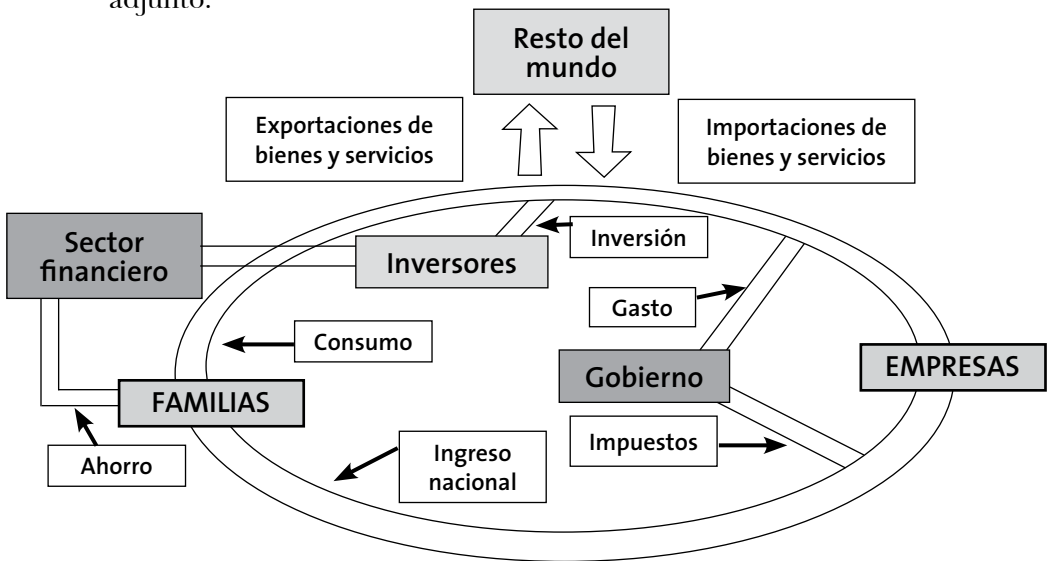 adjunto.
Resto del
mundo
Exportaciones de
bienes y servicios
Importaciones de
bienes y servicios
Sector
financiero
Inversores
Inversión
Gasto
Consumo
Gobierno
EMPRESAS
FAMILIAS
Impuestos
Ahorro
Ingreso
nacional